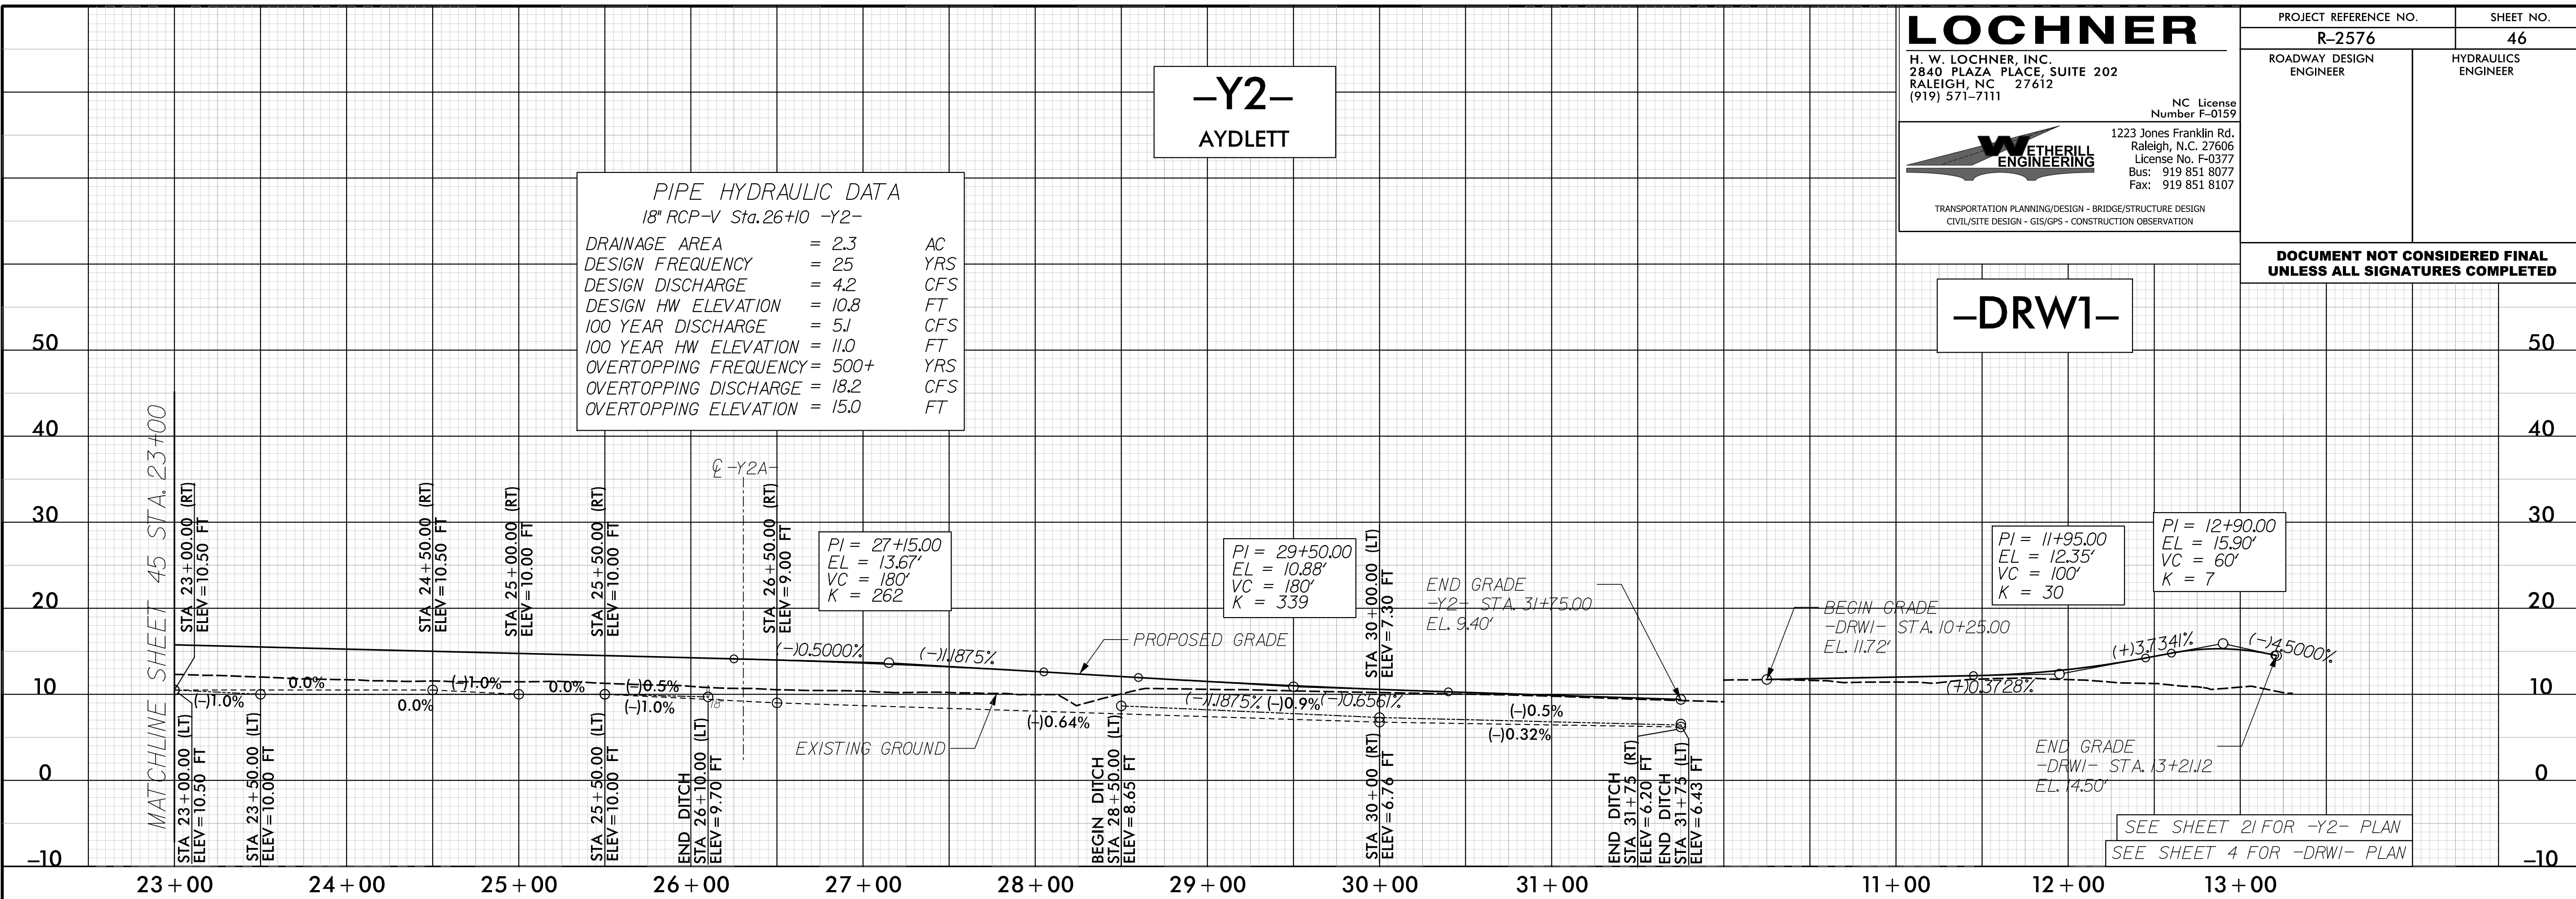 LOCHNER
H. W. LOCHNER, INC.
2840 PLAZA PLACE, SUITE 202
RALEIGH, NC 27612
(919) 571–7111
NC License
Number F–0159
WETHERILL
ENGINEERING
1223 Jones Franklin Rd.
Raleigh, N.C. 27606
License No. F-0377
Bus: 919 851 8077
Fax: 919 851 8107
TRANSPORTATION PLANNING/DESIGN - BRIDGE/STRUCTURE DESIGN
CIVIL/SITE DESIGN - GIS/GPS - CONSTRUCTION OBSERVATION
PROJECT REFERENCE NO.
SHEET NO.
R–2576
46
ROADWAY DESIGN
ENGINEER
HYDRAULICS
ENGINEER
DOCUMENT NOT CONSIDERED FINAL
UNLESS ALL SIGNATURES COMPLETED
–Y2–
AYDLETT
–DRW1–
PIPE HYDRAULIC DATA
18" RCP-V Sta. 26+10 -Y2-
DRAINAGE AREA = 2.3 AC
DESIGN FREQUENCY = 25 YRS
DESIGN DISCHARGE = 4.2 CFS
DESIGN HW ELEVATION = 10.8 FT
100 YEAR DISCHARGE = 5.1 CFS
100 YEAR HW ELEVATION = 11.0 FT
OVERTOPPING FREQUENCY = 500+ YRS
OVERTOPPING DISCHARGE = 18.2 CFS
OVERTOPPING ELEVATION = 15.0 FT
50
40
30
20
10
0
–10
50
40
30
20
10
0
–10
MATCHLINE SHEET 45 STA. 23+00
STA 23+00.00 (RT)
ELEV=10.50 FT
STA 24+50.00 (RT)
ELEV=10.50 FT
STA 25+00.00 (RT)
ELEV=10.00 FT
STA 25+50.00 (RT)
ELEV=10.00 FT
℄ -Y2A-
STA 26+50.00 (RT)
ELEV=9.00 FT
PI = 27+15.00
EL = 13.67'
VC = 180'
K = 262
PI = 29+50.00
EL = 10.88'
VC = 180'
K = 339
STA 30+00.00 (LT)
ELEV=7.30 FT
END GRADE
-Y2- STA. 31+75.00
EL. 9.40'
BEGIN GRADE
-DRW1- STA. 10+25.00
EL. 11.72'
PI = 11+95.00
EL = 12.35'
VC = 100'
K = 30
PI = 12+90.00
EL = 15.90'
VC = 60'
K = 7
PROPOSED GRADE
(-)0.5000%
(-)1.1875%
(-)1.0%
0.0%
0.0%
(-)1.0%
0.0%
(-)0.5%
(-)1.0%
18
(-)0.64%
(-)1.1875%
(-)0.9%
(-)0.6561%
(-)0.5%
(-)0.32%
(+)0.3728%
(+)3.7341%
(-)4.5000%
EXISTING GROUND
END GRADE
-DRW1- STA. 13+21.12
EL. 14.50'
STA 23+00.00 (LT)
ELEV=10.50 FT
STA 23+50.00 (LT)
ELEV=10.00 FT
STA 25+50.00 (LT)
ELEV=10.00 FT
END DITCH
STA 26+10.00 (LT)
ELEV=9.70 FT
BEGIN DITCH
STA 28+50.00 (LT)
ELEV=8.65 FT
STA 30+00 (RT)
ELEV=6.76 FT
END DITCH
STA 31+75 (RT)
ELEV=6.20 FT
END DITCH
STA 31+75 (LT)
ELEV=6.43 FT
SEE SHEET 21 FOR -Y2- PLAN
SEE SHEET 4 FOR -DRW1- PLAN
23+00
24+00
25+00
26+00
27+00
28+00
29+00
30+00
31+00
11+00
12+00
13+00